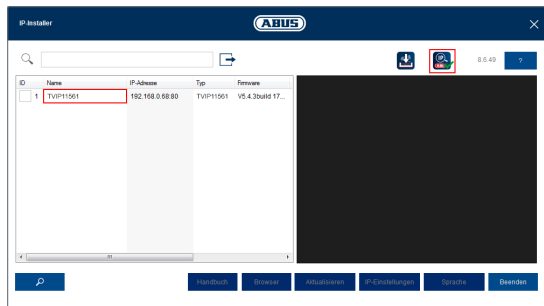 IP-Installer
ABUS
8.6.49
?
ID Name IP-Adresse Typ Firmware
1 TVIP11561 192.168.0.68:80 TVIP11561 V5.4.3build 17...
Handbuch Browser Aktualisieren IP-Einstellungen Sprache Beenden